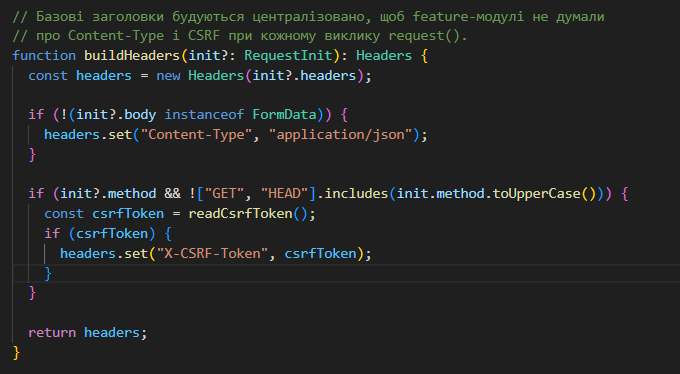 // Базові заголовки будуються централізовано, щоб feature-модулі не думали
// про Content-Type і CSRF при кожному виклику request().
function buildHeaders(init?: RequestInit): Headers {
  const headers = new Headers(init?.headers);

  if (!(init?.body instanceof FormData)) {
    headers.set("Content-Type", "application/json");
  }

  if (init?.method && !["GET", "HEAD"].includes(init.method.toUpperCase())) {
    const csrfToken = readCsrfToken();
    if (csrfToken) {
      headers.set("X-CSRF-Token", csrfToken);
    }
  }

  return headers;
}